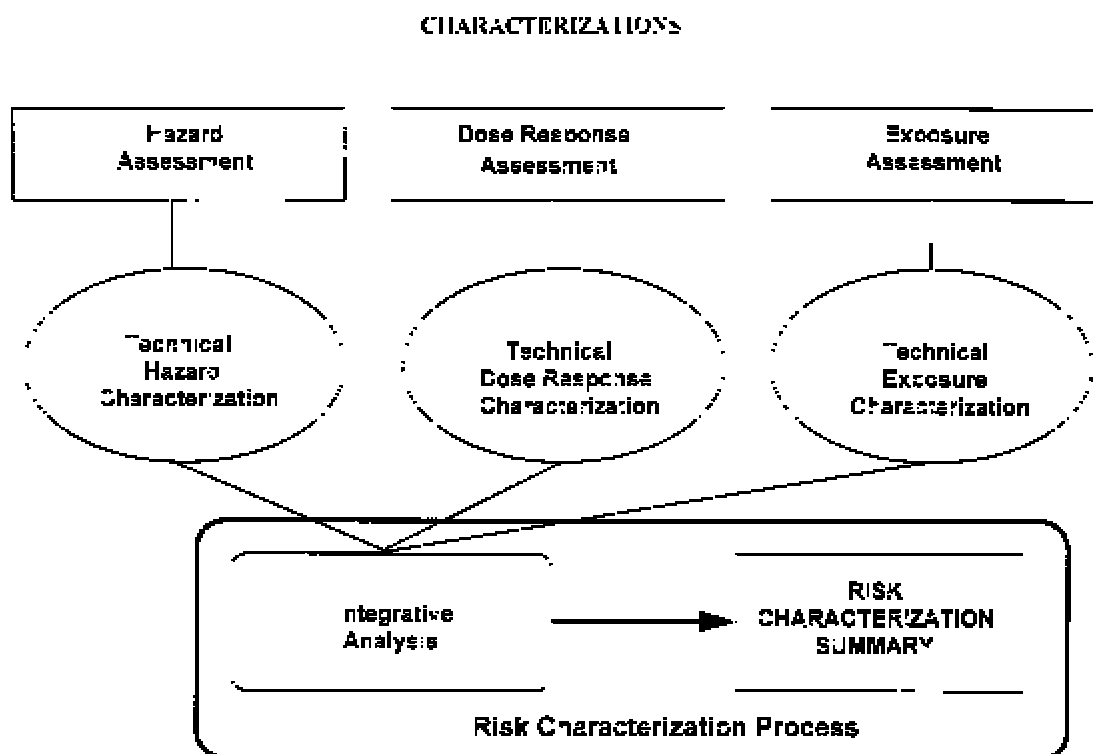 CHARACTERIZATIONS
Hazard
Assessment
Dose Response
Assessment
Exposure
Assessment
Technical
Hazard
Characterization
Technical
Dose Response
Characterization
Technical
Exposure
Characterization
Integrative
Analysis
RISK
CHARACTERIZATION
SUMMARY
Risk Characterization Process